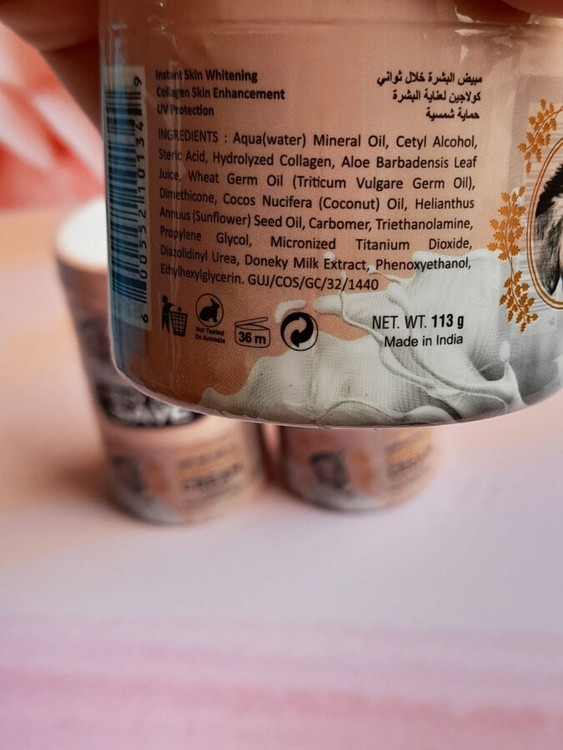 Instant Skin Whitening
Collagen Skin Enhancement
UV Protection
مبيض البشرة خلال ثواني
كولاجين لعناية البشرة
حماية شمسية
INGREDIENTS : Aqua(water) Mineral Oil, Cetyl Alcohol,
Steric Acid, Hydrolyzed Collagen, Aloe Barbadensis Leaf
Juice, Wheat Germ Oil (Triticum Vulgare Germ Oil),
Dimethicone, Cocos Nucifera (Coconut) Oil, Helianthus
Annuus (Sunflower) Seed Oil, Carbomer, Triethanolamine,
Propylene Glycol, Micronized Titanium Dioxide,
Diazolidinyl Urea, Doneky Milk Extract, Phenoxyethanol,
Ethylhexylglycerin. GUJ/COS/GC/32/1440
Not Tested
On Animals
36 m
NET. WT. 113 g
Made in India